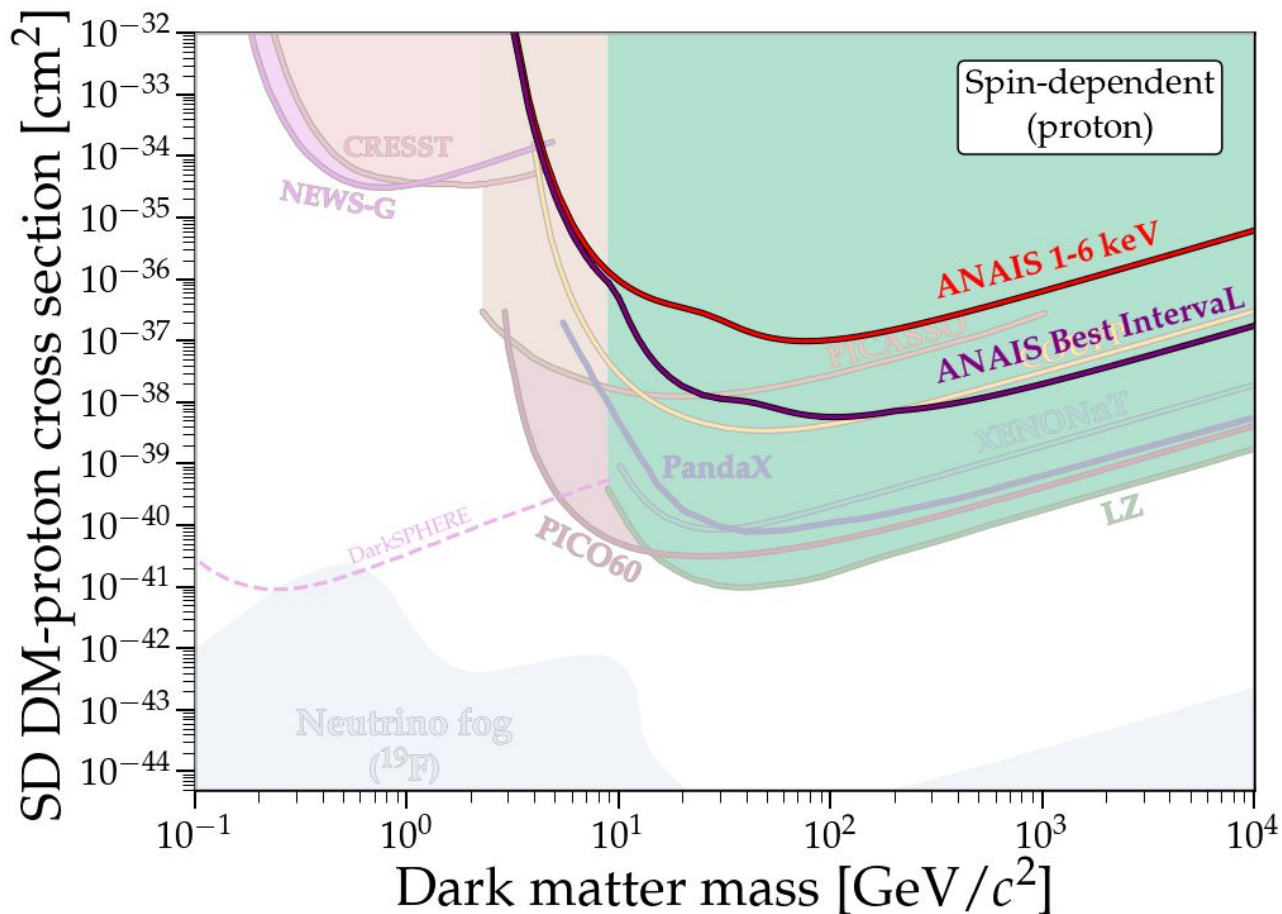 SD DM-proton cross section [cm²]
10⁻³²
10⁻³³
10⁻³⁴
10⁻³⁵
10⁻³⁶
10⁻³⁷
10⁻³⁸
10⁻³⁹
10⁻⁴⁰
10⁻⁴¹
10⁻⁴²
10⁻⁴³
10⁻⁴⁴
Spin-dependent
(proton)
CRESST
NEWS-G
ANAIS 1-6 keV
PICASSO
ANAIS Best IntervaL
COUPP
XENONnT
PandaX
LZ
DarkSPHERE
PICO60
Neutrino fog
(¹⁹F)
10⁻¹
10⁰
10¹
10²
10³
10⁴
Dark matter mass [GeV/c²]